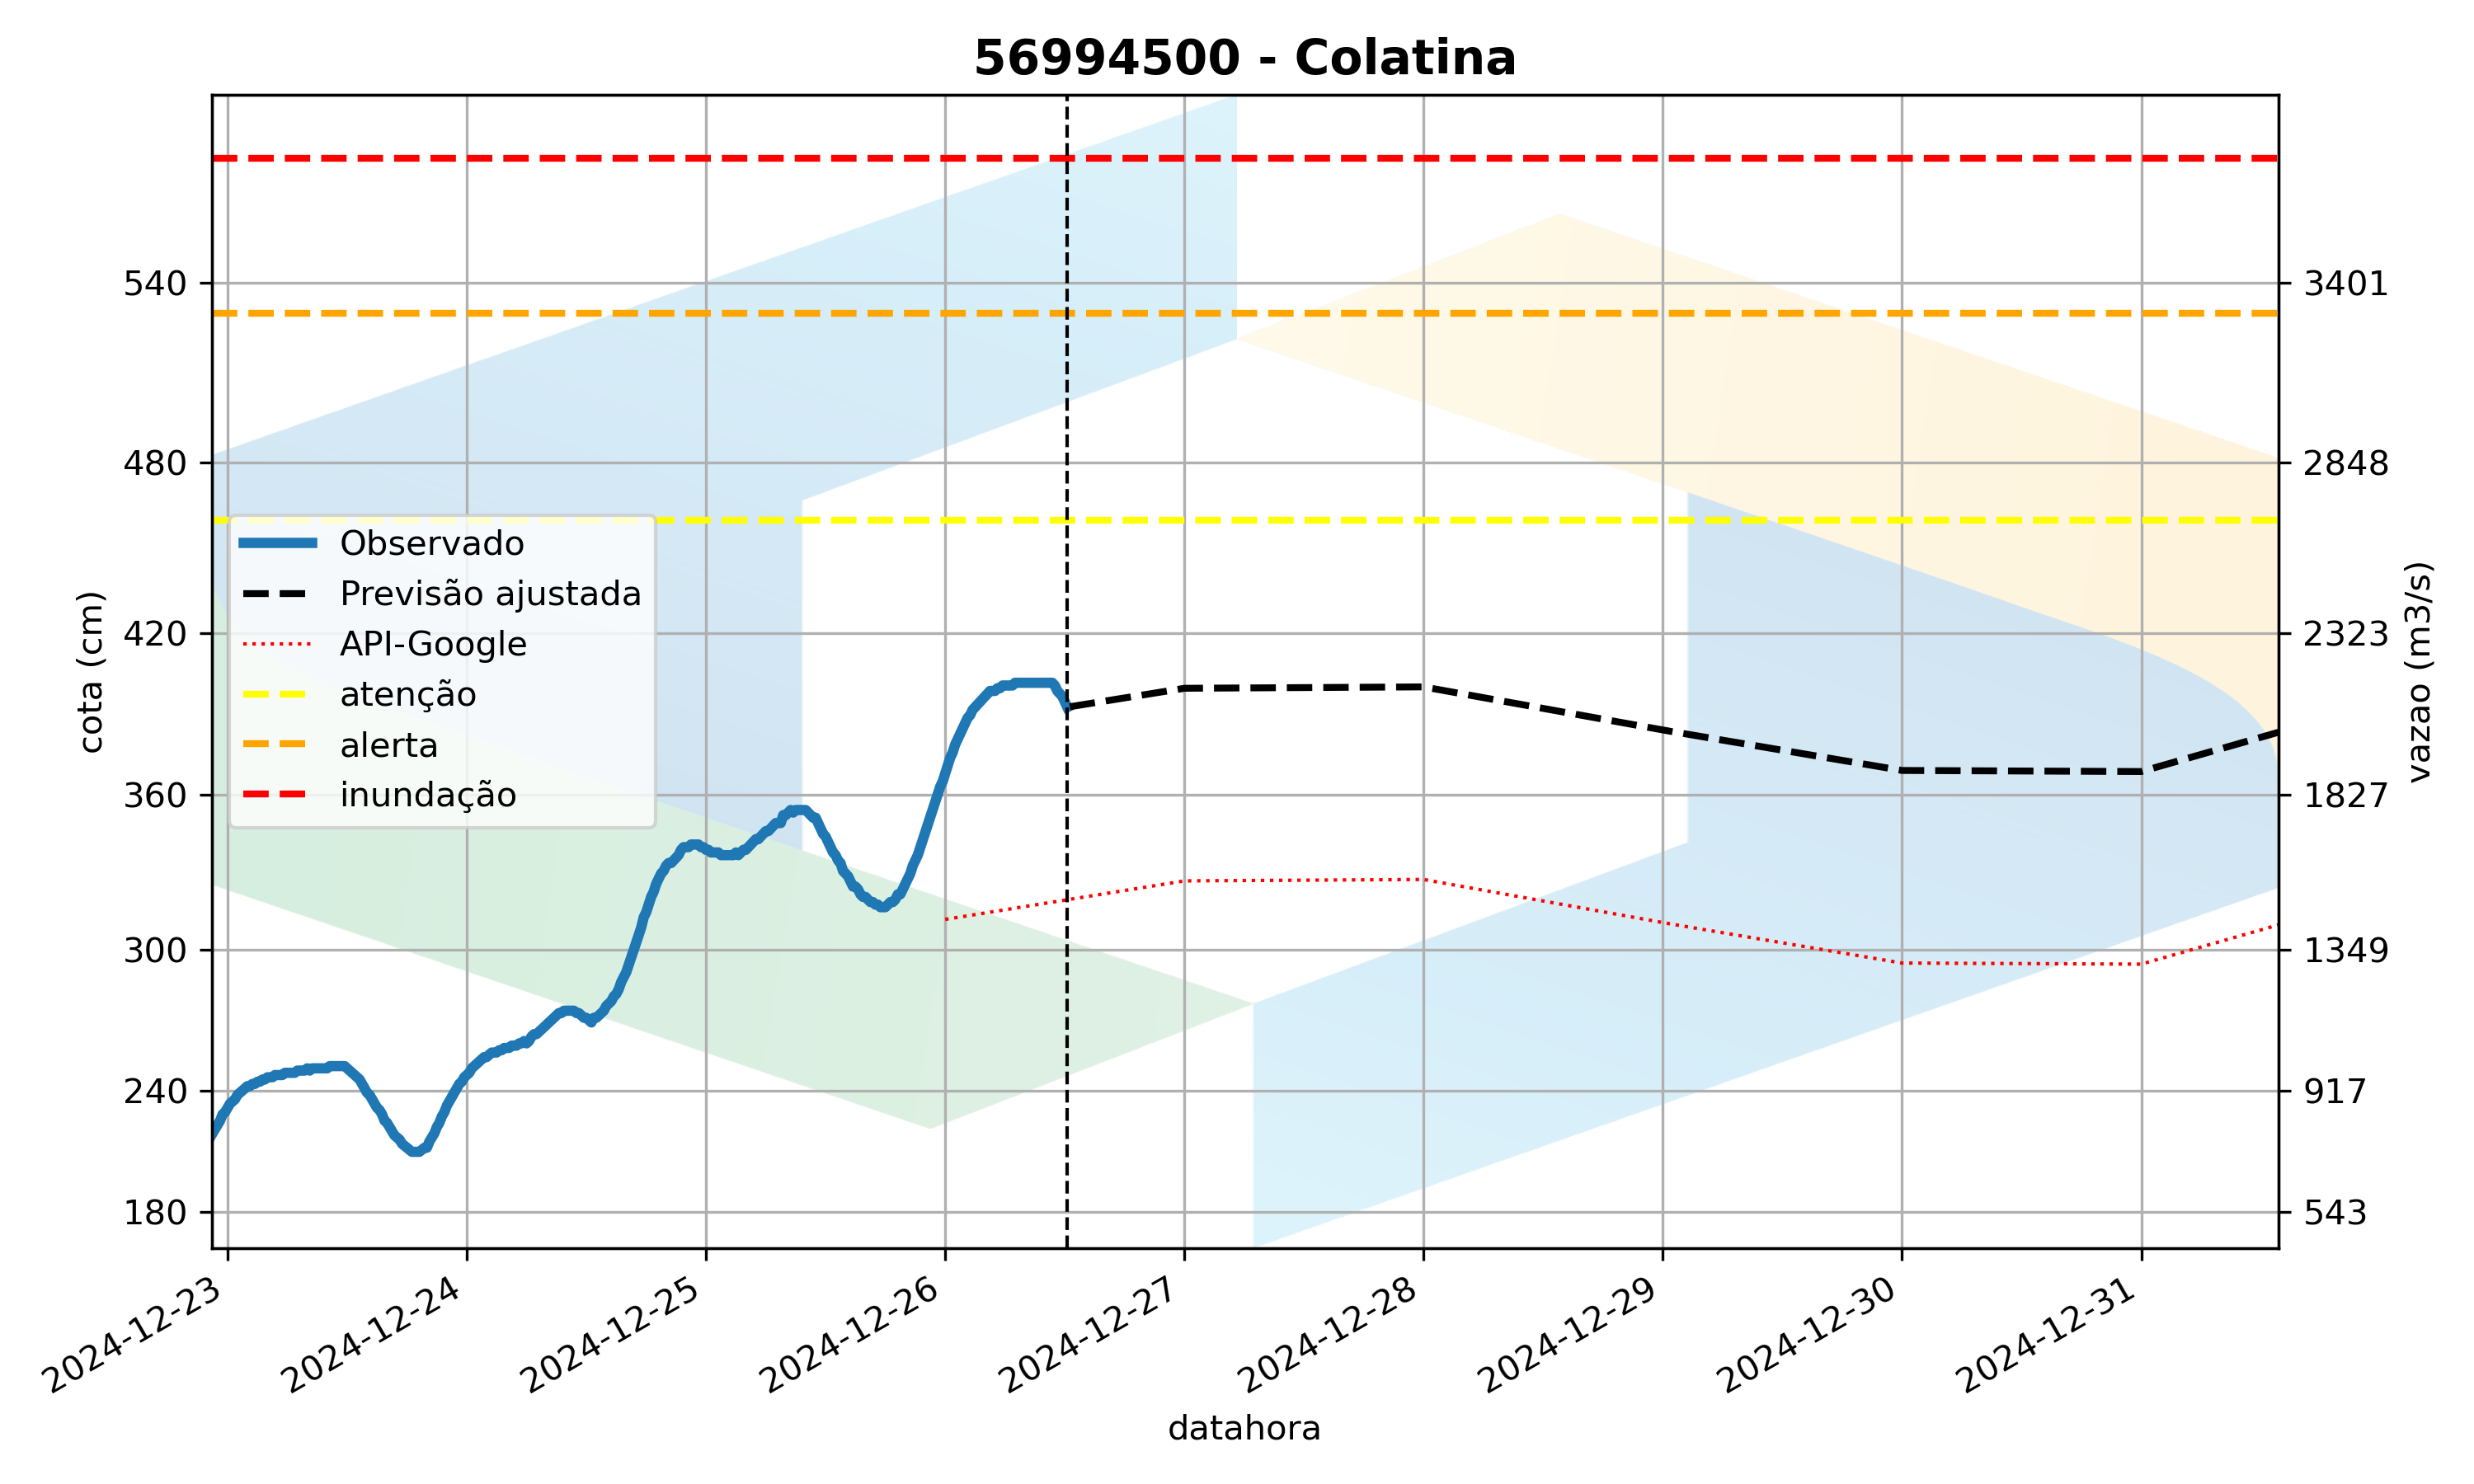 56994500 - Colatina
540
480
420
360
300
240
180
cota (cm)
Observado
Previsão ajustada
API-Google
atenção
alerta
inundação
3401
2848
2323
1827
1349
917
543
vazao (m3/s)
2024-12-23
2024-12-24
2024-12-25
2024-12-26
2024-12-27
2024-12-28
2024-12-29
2024-12-30
2024-12-31
datahora